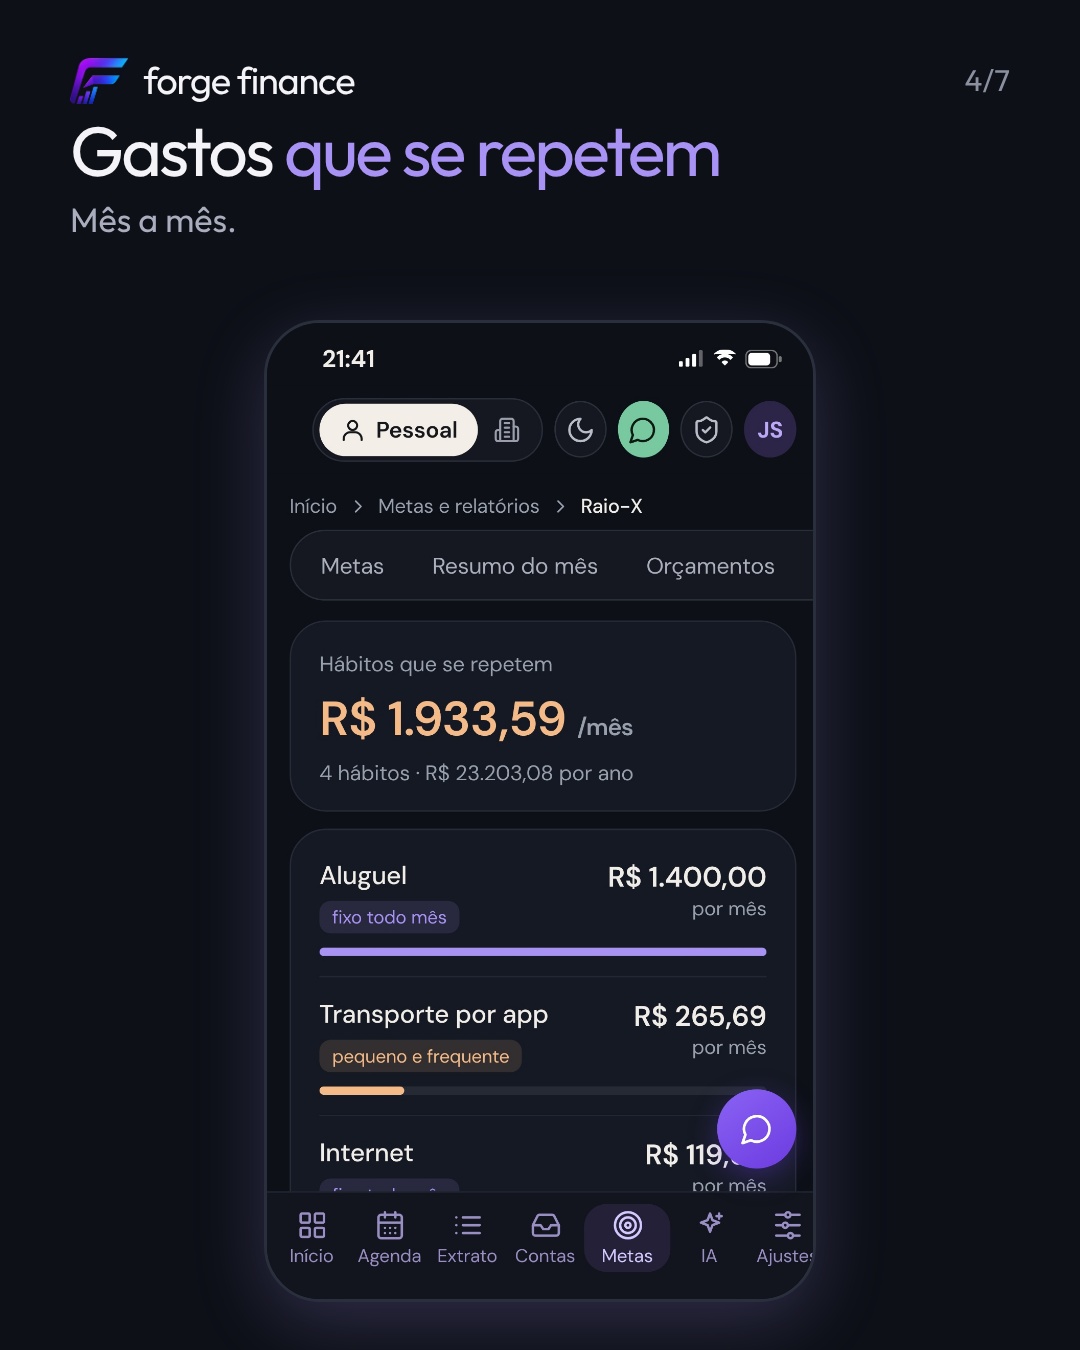 forge finance
4/7
Gastos que se repetem
Mês a mês.
21:41
Pessoal
JS
Início > Metas e relatórios > Raio-X
Metas Resumo do mês Orçamentos
Hábitos que se repetem
R$ 1.933,59 /mês
4 hábitos · R$ 23.203,08 por ano
Aluguel R$ 1.400,00
fixo todo mês por mês
Transporte por app R$ 265,69
pequeno e frequente por mês
Internet R$ 119,
por mês
Início Agenda Extrato Contas Metas IA Ajustes